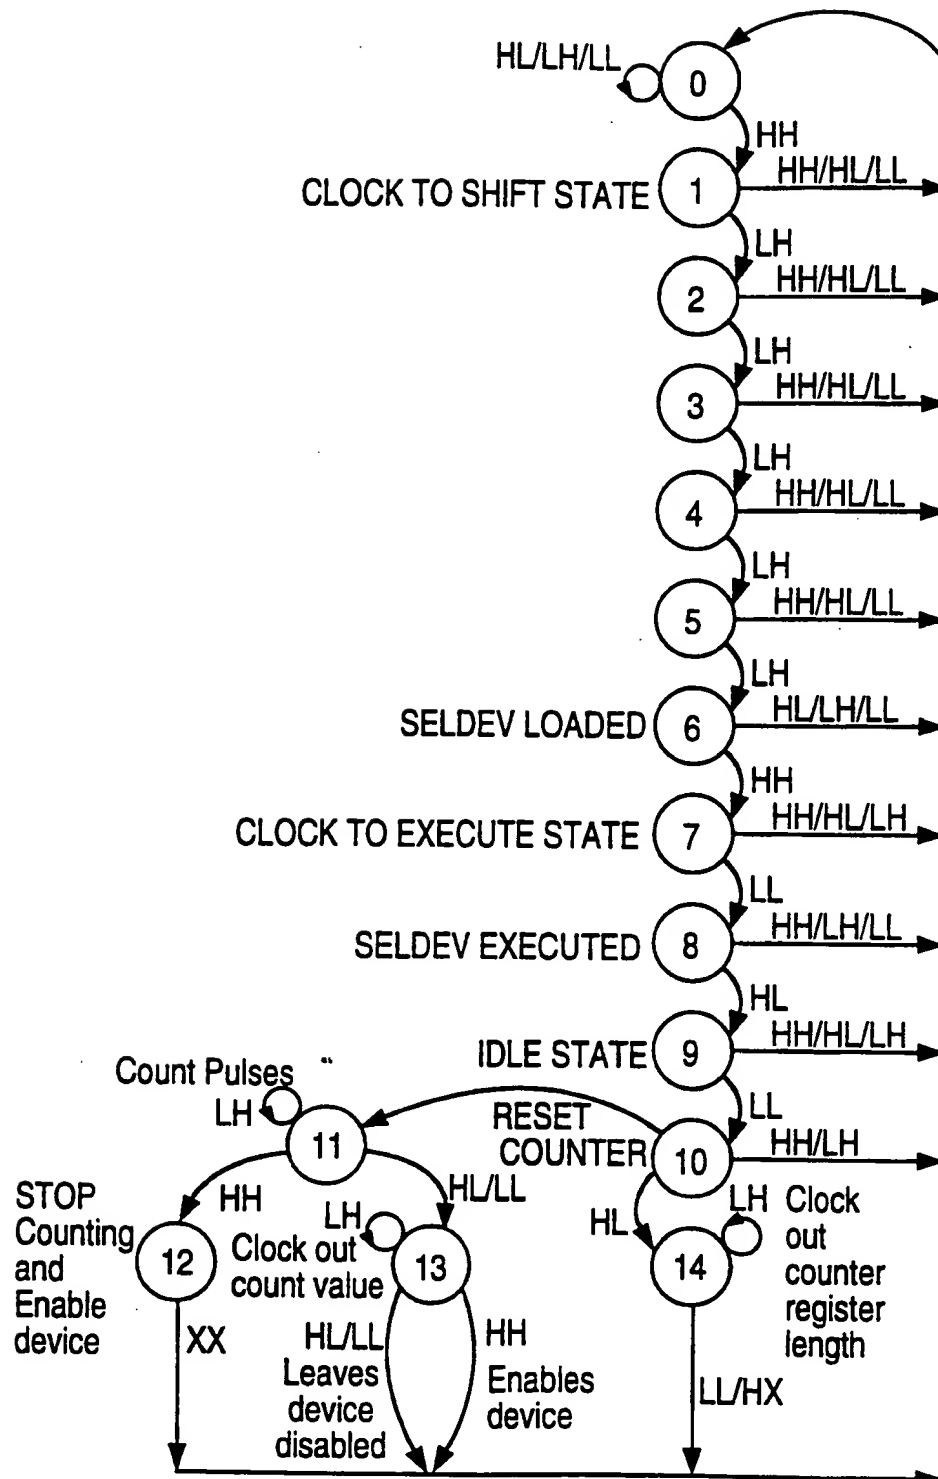 HL/LH/LL
0
HH
CLOCK TO SHIFT STATE
1
HH/HL/LL
LH
2
HH/HL/LL
LH
3
HH/HL/LL
LH
4
HH/HL/LL
LH
5
HH/HL/LL
LH
SELDEV LOADED
6
HL/LH/LL
HH
CLOCK TO EXECUTE STATE
7
HH/HL/LH
LL
SELDEV EXECUTED
8
HH/LH/LL
HL
IDLE STATE
9
HH/HL/LH
LL
RESET
COUNTER
10
HH/LH
Count Pulses
LH
11
HH
HL/LL
HL
STOP
Counting
and
Enable
device
12
XX
LH
Clock out
count value
13
HL/LL
Leaves
device
disabled
HH
Enables
device
LH
14
Clock
out
counter
register
length
LL/HX